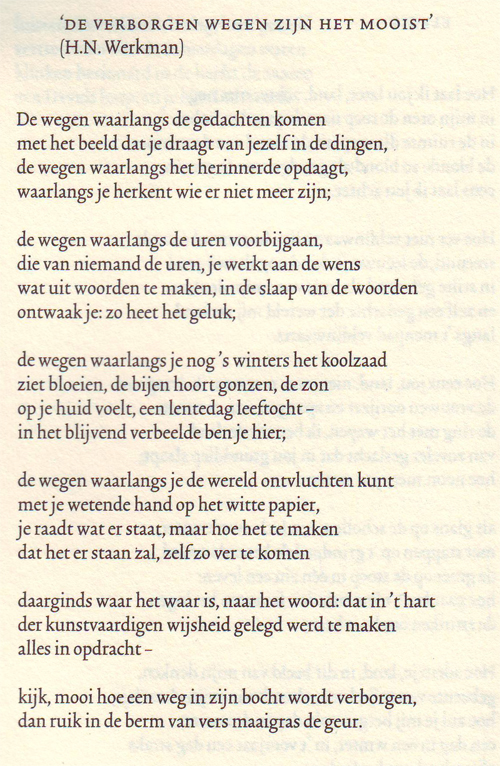 ‘DE VERBORGEN WEGEN ZIJN HET MOOIST’
(H.N. Werkman)
De wegen waarlangs de gedachten komen
met het beeld dat je draagt van jezelf in de dingen,
de wegen waarlangs het herinnerde opdaagt,
waarlangs je herkent wie er niet meer zijn;
de wegen waarlangs de uren voorbijgaan,
die van niemand de uren, je werkt aan de wens
wat uit woorden te maken, in de slaap van de woorden
ontwaak je: zo heet het geluk;
de wegen waarlangs je nog ’s winters het koolzaad
ziet bloeien, de bijen hoort gonzen, de zon
op je huid voelt, een lentedag leeftocht –
in het blijvend verbeelde ben je hier;
de wegen waarlangs je de wereld ontvluchten kunt
met je wetende hand op het witte papier,
je raadt wat er staat, maar hoe het te maken
dat het er staan zal, zelf zo ver te komen
daarginds waar het waar is, naar het woord: dat in ’t hart
der kunstvaardigen wijsheid gelegd werd te maken
alles in opdracht –
kijk, mooi hoe een weg in zijn bocht wordt verborgen,
dan ruik in de berm van vers maaigras de geur.